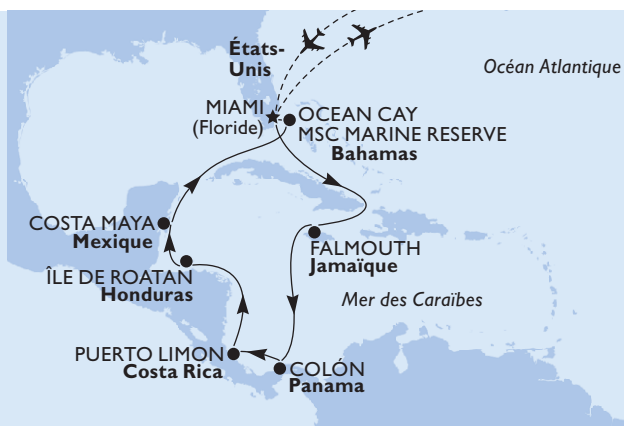 États-
Unis
Océan Atlantique
MIAMI
(Floride)
OCEAN CAY
MSC MARINE RESERVE
Bahamas
COSTA MAYA
Mexique
FALMOUTH
Jamaïque
ÎLE DE ROATAN
Honduras
Mer des Caraïbes
PUERTO LIMON
Costa Rica
COLÓN
Panama